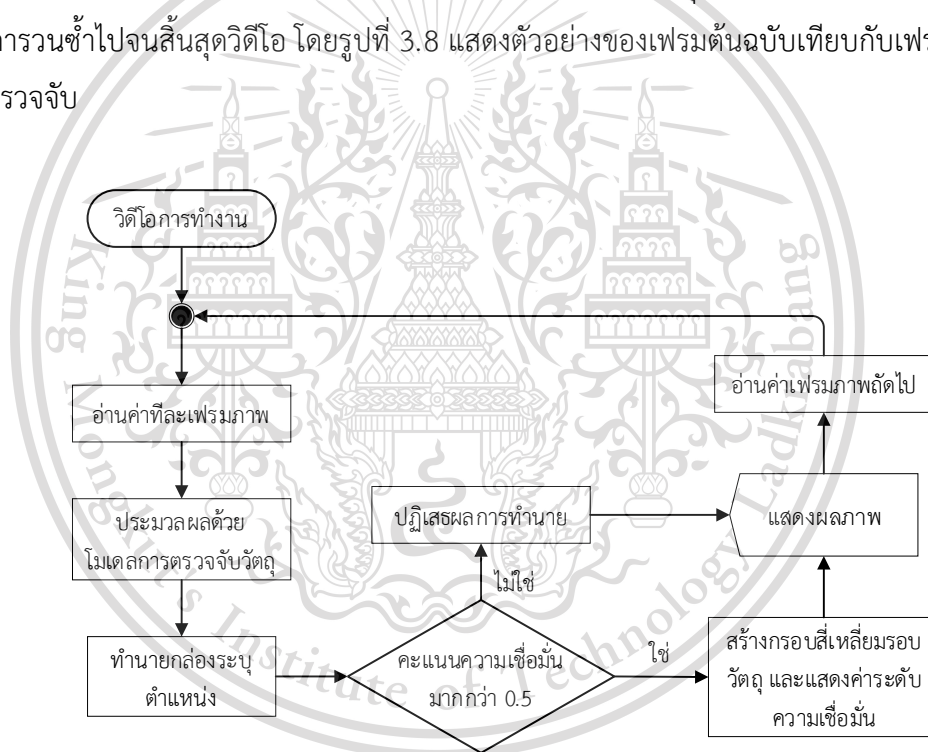 การวนซ้ำไปจนสิ้นสุดวิดีโอ โดยรูปที่ 3.8 แสดงตัวอย่างของเฟรมต้นฉบับเทียบกับ
รวจจับ
วิดีโอการทำงาน
อ่านค่าทีละเฟรมภาพ
ประมวลผลด้วย
โมเดลการตรวจจับวัตถุ
ทำนายกล่องระบุ
ตำแหน่ง
คะแนนความเชื่อมั่น
มากกว่า 0.5
ไม่ใช่
ปฏิเสธผลการทำนาย
ใช่
สร้างกรอบสี่เหลี่ยมรอบ
วัตถุ และแสดงค่าระดับ
ความเชื่อมั่น
แสดงผลภาพ
อ่านค่าเฟรมภาพถัดไป
King Mongkut's Institute of Technology Ladkrabang